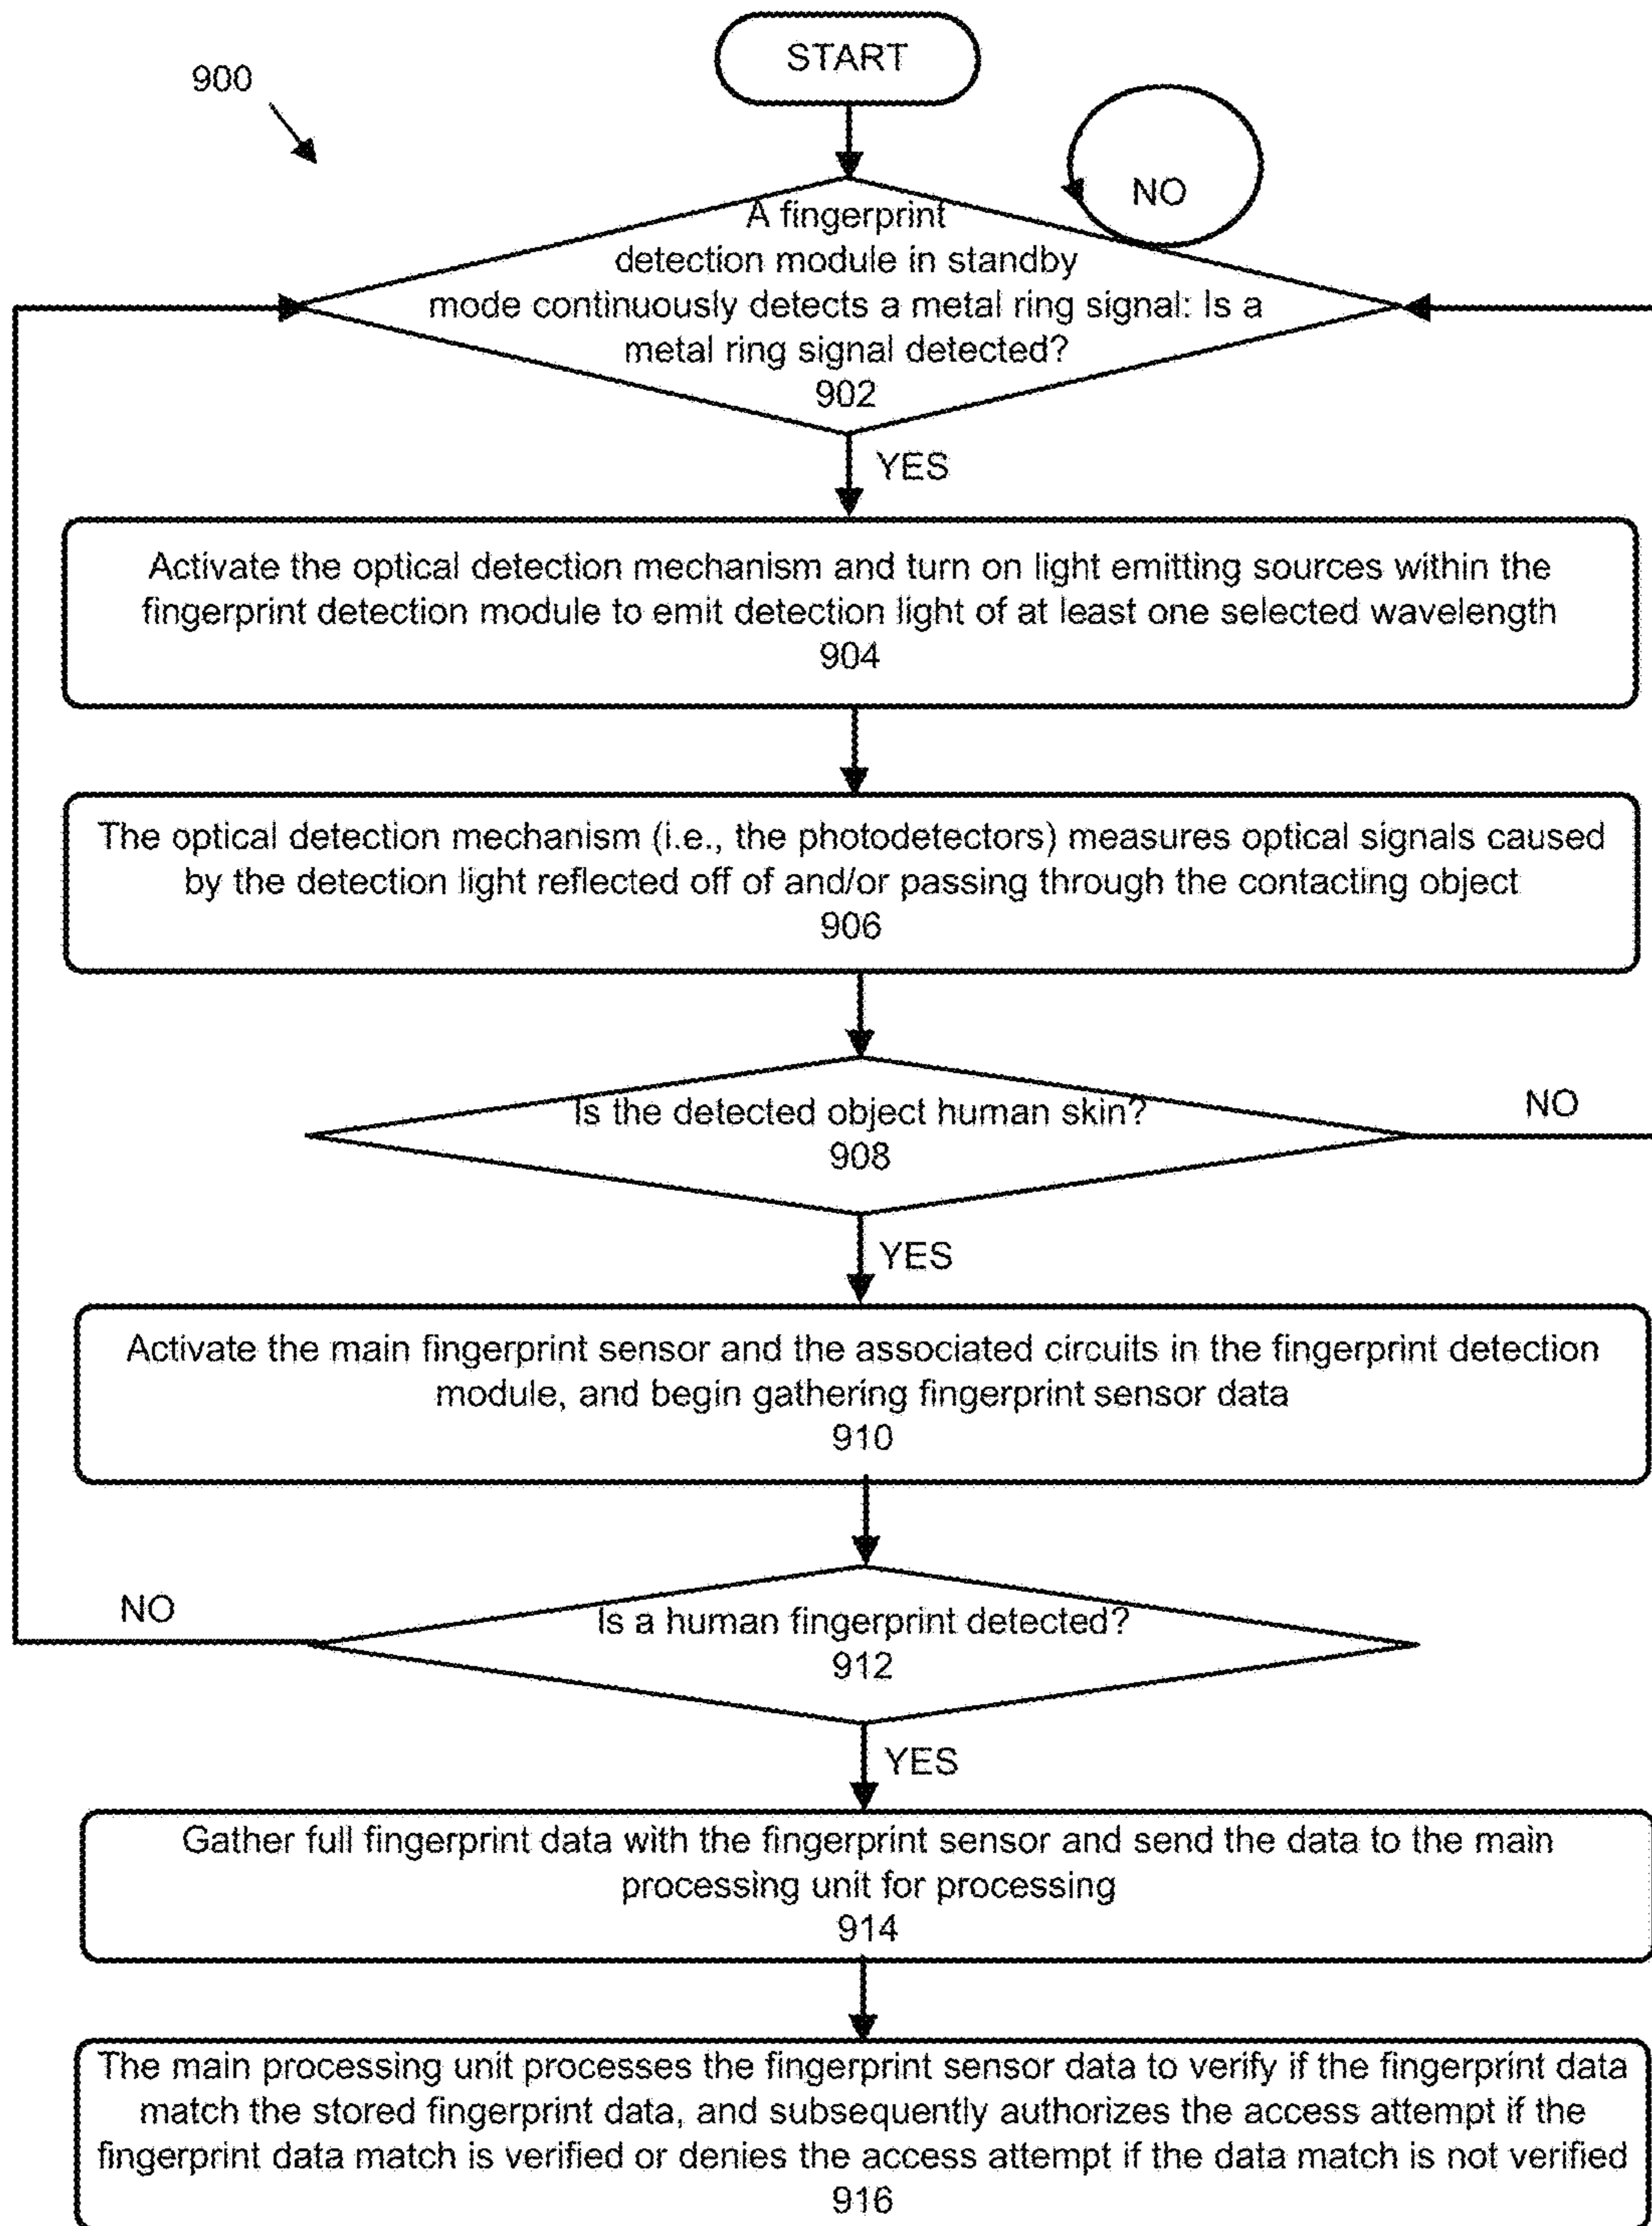 START
900
NO
A fingerprint
detection module in standby
mode continuously detects a metal ring signal: Is a
metal ring signal detected?
902
YES
Activate the optical detection mechanism and turn on light emitting sources within the
fingerprint detection module to emit detection light of at least one selected wavelength
904
The optical detection mechanism (i.e., the photodetectors) measures optical signals caused
by the detection light reflected off of and/or passing through the contacting object
906
Is the detected object human skin?
908
NO
YES
Activate the main fingerprint sensor and the associated circuits in the fingerprint detection
module, and begin gathering fingerprint sensor data
910
NO
Is a human fingerprint detected?
912
YES
Gather full fingerprint data with the fingerprint sensor and send the data to the main
processing unit for processing
914
The main processing unit processes the fingerprint sensor data to verify if the fingerprint data
match the stored fingerprint data, and subsequently authorizes the access attempt if the
fingerprint data match is verified or denies the access attempt if the data match is not verified
916